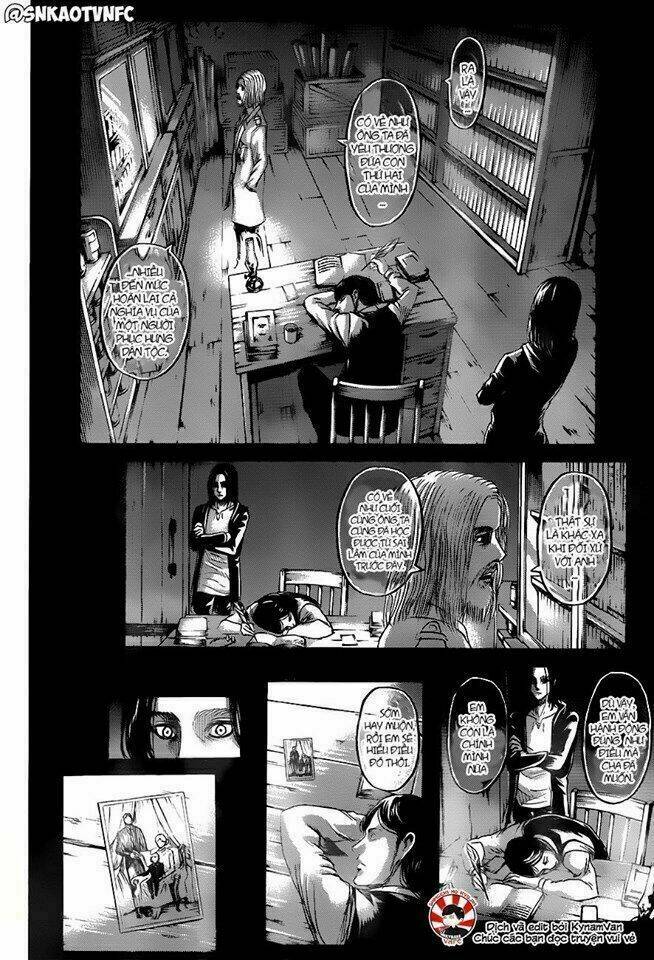 @SNKAOTVNFC
RA
LÀ
VẬY
...
CÓ VẺ NHƯ
ÔNG TA ĐÃ
YÊU THƯƠNG
ĐỨA CON
THỨ HAI
CỦA MÌNH
...
...NHIỀU
ĐẾN MỨC
HOÃN LẠI CẢ
NGHĨA VỤ CỦA
"MỘT NGƯỜI
PHỤC HƯNG
DÂN TỘC.
THẬT SỰ
LÀ KHÁC XA
KHI ĐỐI XỬ
VỚI ANH
...
CÓ VẺ
NHƯ CUỐI
CÙNG ÔNG TA
CŨNG ĐÃ HỌC
ĐƯỢC TỪ SAI
LẦM CỦA MÌNH
TRƯỚC ĐÂY.
DÙ VẬY,
EM VẪN
HÀNH ĐỘNG
ĐÚNG NHƯ
ĐIỀU MÀ
CHA ĐÃ
MUỐN.
EM
KHÔNG
CÒN LÀ
CHÍNH
MÌNH
NỮA
SỚM
HAY MUỘN,
RỒI EM SẼ
HIỂU ĐIỀU
ĐÓ THÔI.
VNFC
Dịch và edit bởi KynamVan
Chúc các bạn đọc truyện vui vẻ